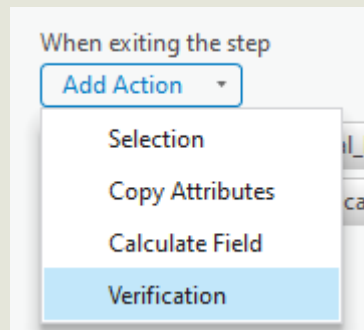 When exiting the step
Add Action
Selection
Copy Attributes
Calculate Field
Verification